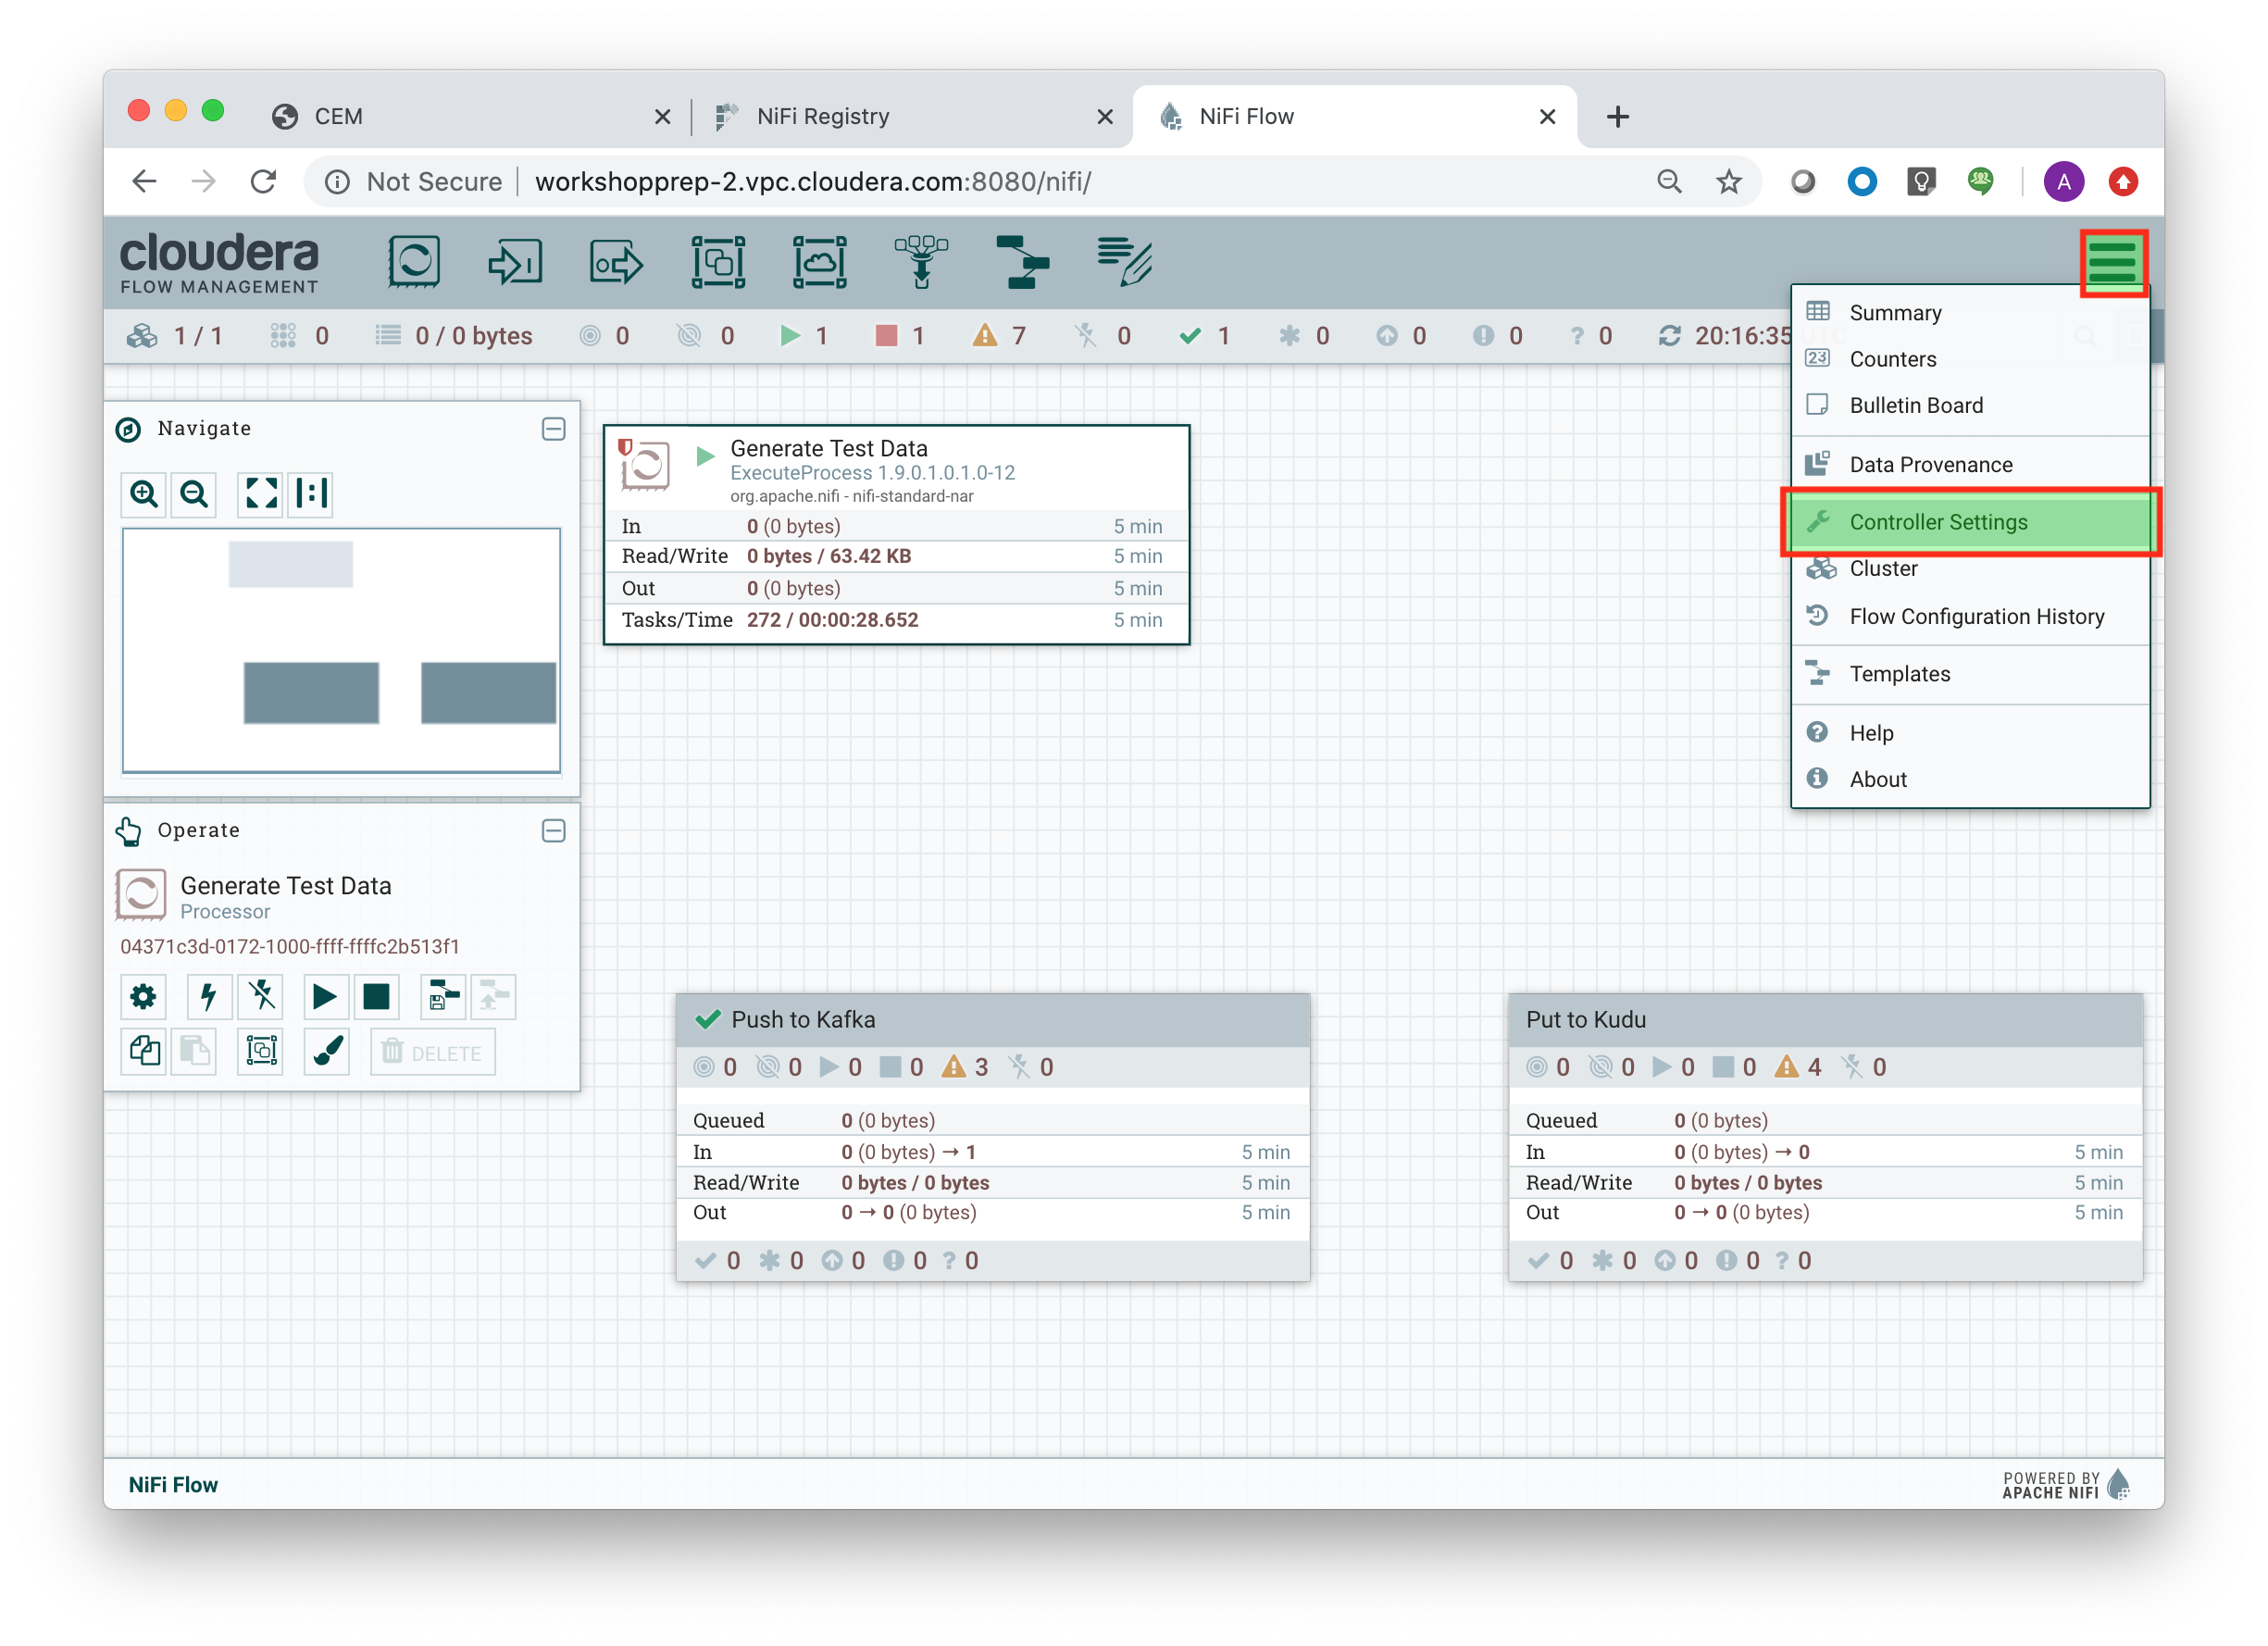 CEM
NiFi Registry
NiFi Flow
Not Secure workshopprep-2.vpc.cloudera.com:8080/nifi/
A
cloudera
FLOW MANAGEMENT
1 / 1 0 0 / 0 bytes 0 0 1 1 7 0 1 0 0 0 ? 0 20:16:35
Summary
23 Counters
Bulletin Board
Data Provenance
Controller Settings
Cluster
Flow Configuration History
Templates
Help
About
Navigate
Generate Test Data
ExecuteProcess 1.9.0.1.0.1.0-12
org.apache.nifi - nifi-standard-nar
In 0 (0 bytes) 5 min
Read/Write 0 bytes / 63.42 KB 5 min
Out 0 (0 bytes) 5 min
Tasks/Time 272 / 00:00:28.652 5 min
Operate
Generate Test Data
Processor
04371c3d-0172-1000-ffff-ffffc2b513f1
DELETE
Push to Kafka
0 0 0 0 3 0
Queued 0 (0 bytes)
In 0 (0 bytes) → 1 5 min
Read/Write 0 bytes / 0 bytes 5 min
Out 0 → 0 (0 bytes) 5 min
0 0 0 0 ? 0
Put to Kudu
0 0 0 0 4 0
Queued 0 (0 bytes)
In 0 (0 bytes) → 0 5 min
Read/Write 0 bytes / 0 bytes 5 min
Out 0 → 0 (0 bytes) 5 min
0 0 0 0 ? 0
NiFi Flow
POWERED BY
APACHE NIFI